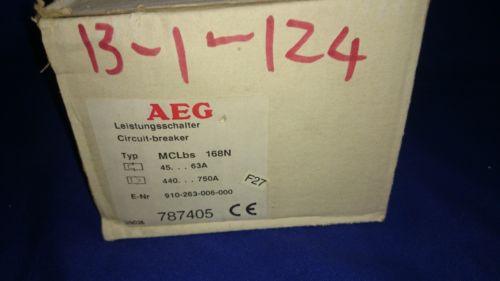 13-1-124
AEG
Leistungsschalter
Circuit-breaker
Typ MCLbs 168N
45. . . 63A
440. . . 750A
F27
E-Nr 910-263-006-000
787405 CE